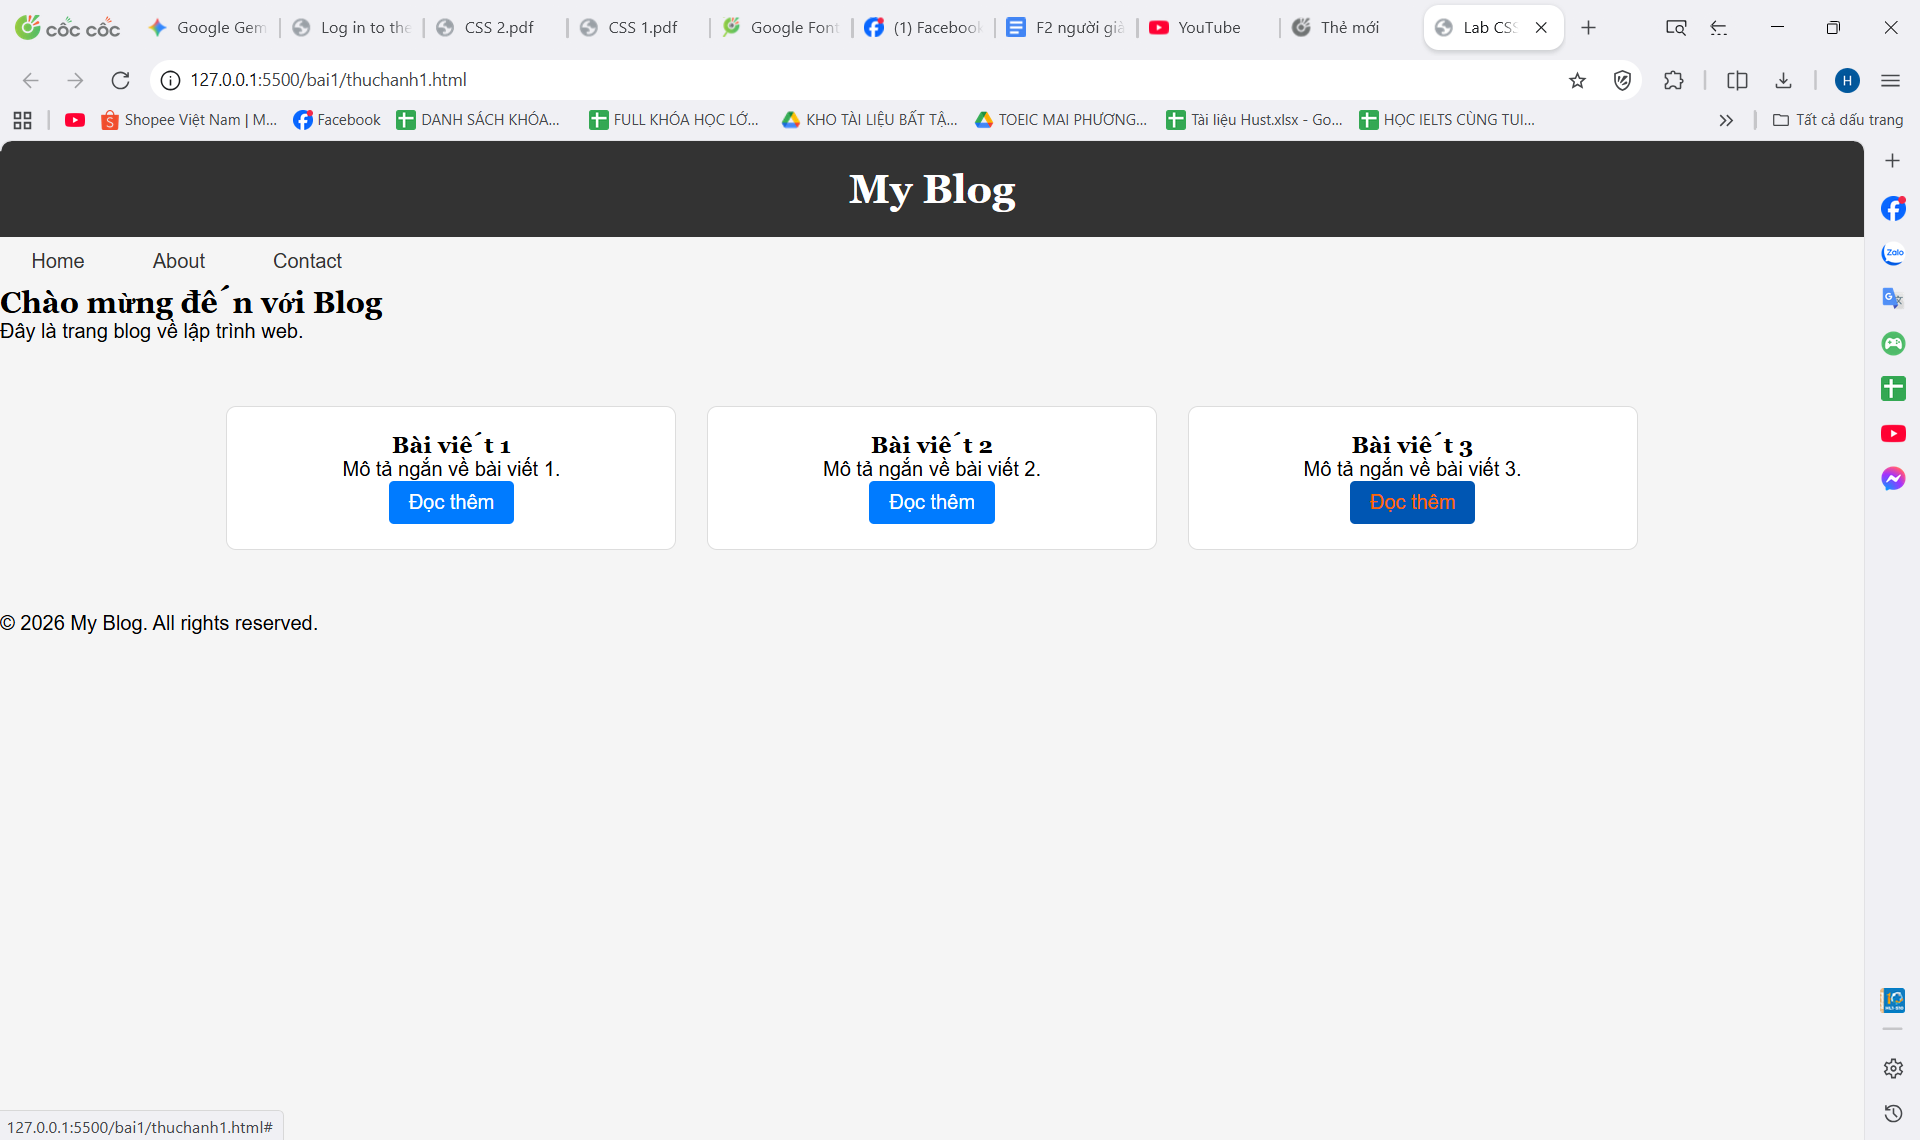 cốc cốc
Google Gem
Log in to the
CSS 2.pdf
CSS 1.pdf
Google Font
(1) Facebook
F2 người già
YouTube
Thẻ mới
Lab CSS
127.0.0.1:5500/bai1/thuchanh1.html
H
Shopee Việt Nam | M...
Facebook
DANH SÁCH KHÓA...
FULL KHÓA HỌC LỚ...
KHO TÀI LIỆU BẤT TẬ...
TOEIC MAI PHƯƠNG...
Tài liệu Hust.xlsx - Go...
HỌC IELTS CÙNG TUI...
Tất cả dấu trang
My Blog
Home
About
Contact
Chào mừng đến với Blog
Đây là trang blog về lập trình web.
Bài viết 1
Mô tả ngắn về bài viết 1.
Đọc thêm
Bài viết 2
Mô tả ngắn về bài viết 2.
Đọc thêm
Bài viết 3
Mô tả ngắn về bài viết 3.
Đọc thêm
© 2026 My Blog. All rights reserved.
Zalo
127.0.0.1:5500/bai1/thuchanh1.html#